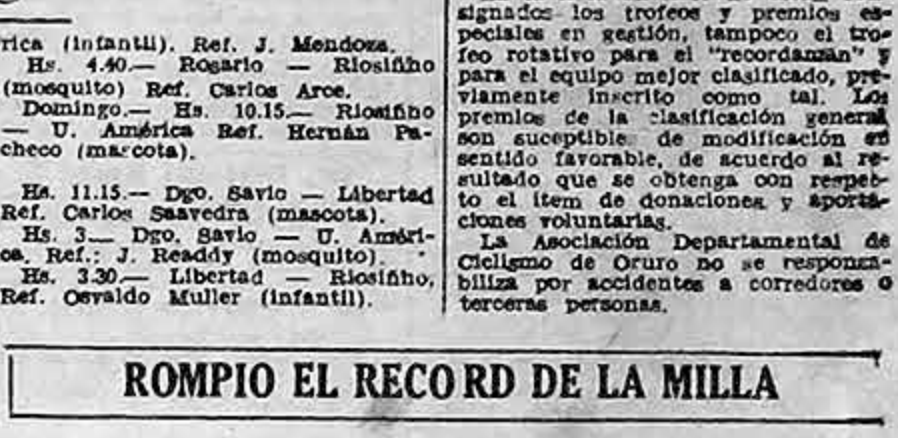 rica (infantil). Ref. J. Mendoza.
Hs. 4.40.— Rosario — Riosiñho
(mosquito) Ref. Carlos Arce.
Domingo.— Hs. 10.15.— Riosiñho
— U. América Ref. Hernán Pa-
checo (mascota).
Hs. 11.15.— Dgo. Savio — Libertad
Ref. Carlos Saavedra (mascota).
Hs. 3.— Dgo. Savio — U. Améri-
ca. Ref.: J. Readdy (mosquito).
Hs. 3.30— Libertad — Riosiñho,
Ref. Osvaldo Muller (infantil).
signados los trofeos y premios es-
peciales en gestión, tampoco el tro-
feo rotativo para el "recordanmán" y
para el equipo mejor clasificado, pre-
viamente inscrito como tal. Los
premios de la clasificación general
son suceptible de modificación en
sentido favorable, de acuerdo al re-
sultado que se obtenga con respec-
to el item de donaciones y aporta-
ciones voluntarias.
La Asociación Departamental de
Ciclismo de Oruro no se responsa-
biliza por accidentes a corredores o
terceras personas.
ROMPIO EL RECORD DE LA MILLA